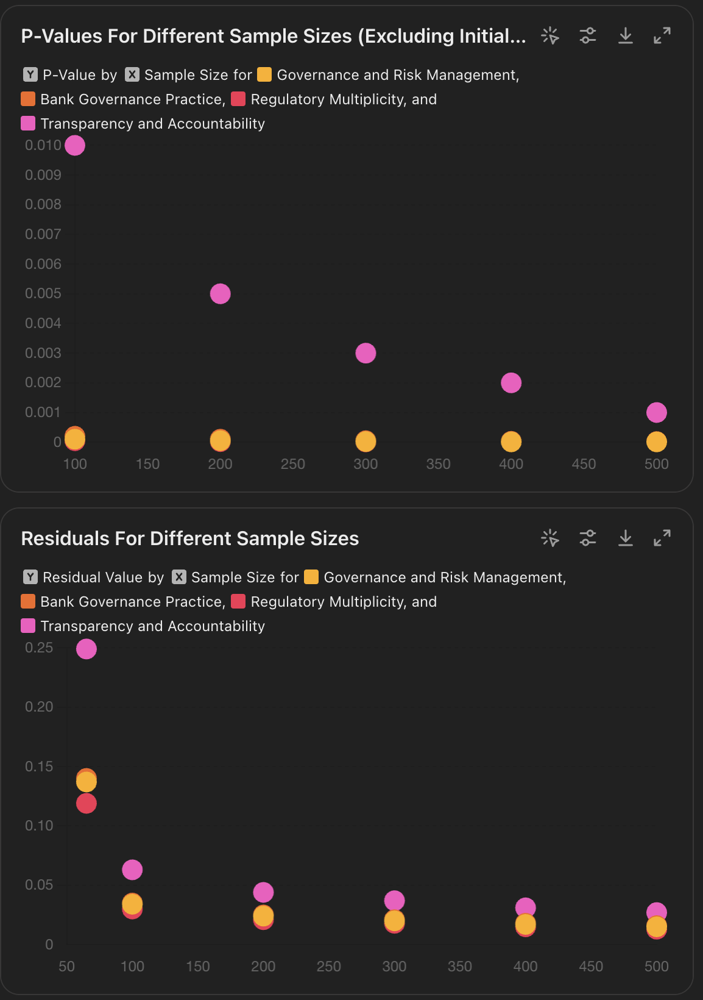 P-Values For Different Sample Sizes (Excluding Initial...
Y P-Value by X Sample Size for Governance and Risk Management,
Bank Governance Practice, Regulatory Multiplicity, and
Transparency and Accountability
0.010
0.009
0.008
0.007
0.006
0.005
0.004
0.003
0.002
0.001
0
100 150 200 250 300 350 400 450 500
Residuals For Different Sample Sizes
Y Residual Value by X Sample Size for Governance and Risk Management,
Bank Governance Practice, Regulatory Multiplicity, and
Transparency and Accountability
0.25
0.20
0.15
0.10
0.05
0
50 100 150 200 250 300 350 400 450 500